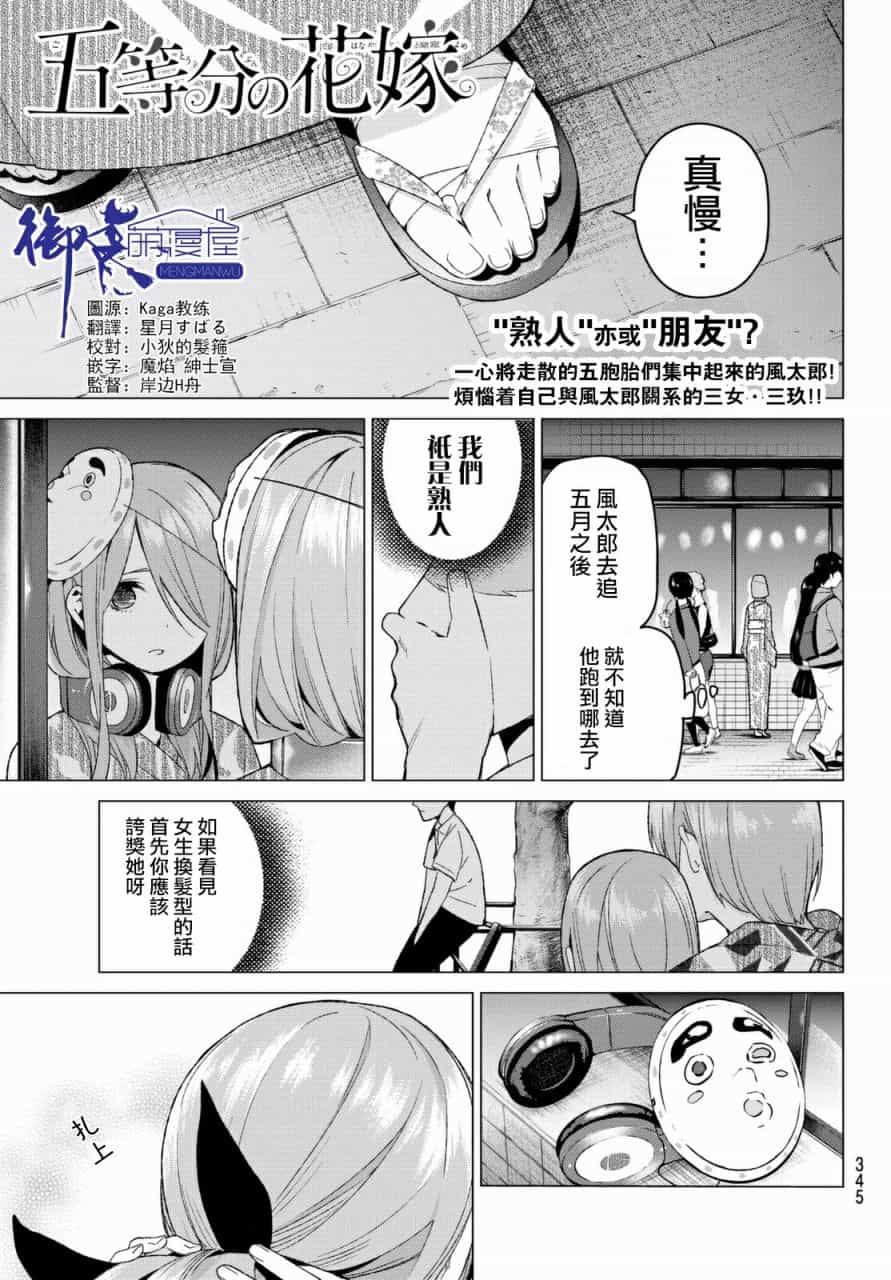 五等分の花嫁
真慢…
御宅萌漫屋
MENGMANWU
圖源：Kaga教练
翻譯：星月すばる
校對：小狄的髮箍
嵌字：魔焰 紳士宣
監督：岸边H舟
"熟人"亦或"朋友"？
一心將走散的五胞胎們集中起來的風太郎！
煩惱着自己與風太郎關系的三女·三玖！！
風太郎去追
五月之後
就不知道
他跑到哪去了
我們
祇是熟人
如果看見
女生換髮型的話
首先你應該
誇獎她呀
扎上
345